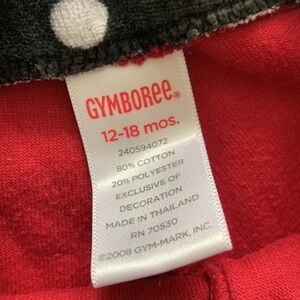 GYMBOREE®
12-18 mos.
240594072
80% COTTON
20% POLYESTER
EXCLUSIVE OF
DECORATION
MADE IN THAILAND
RN 70530
©2008 GYM-MARK, INC.